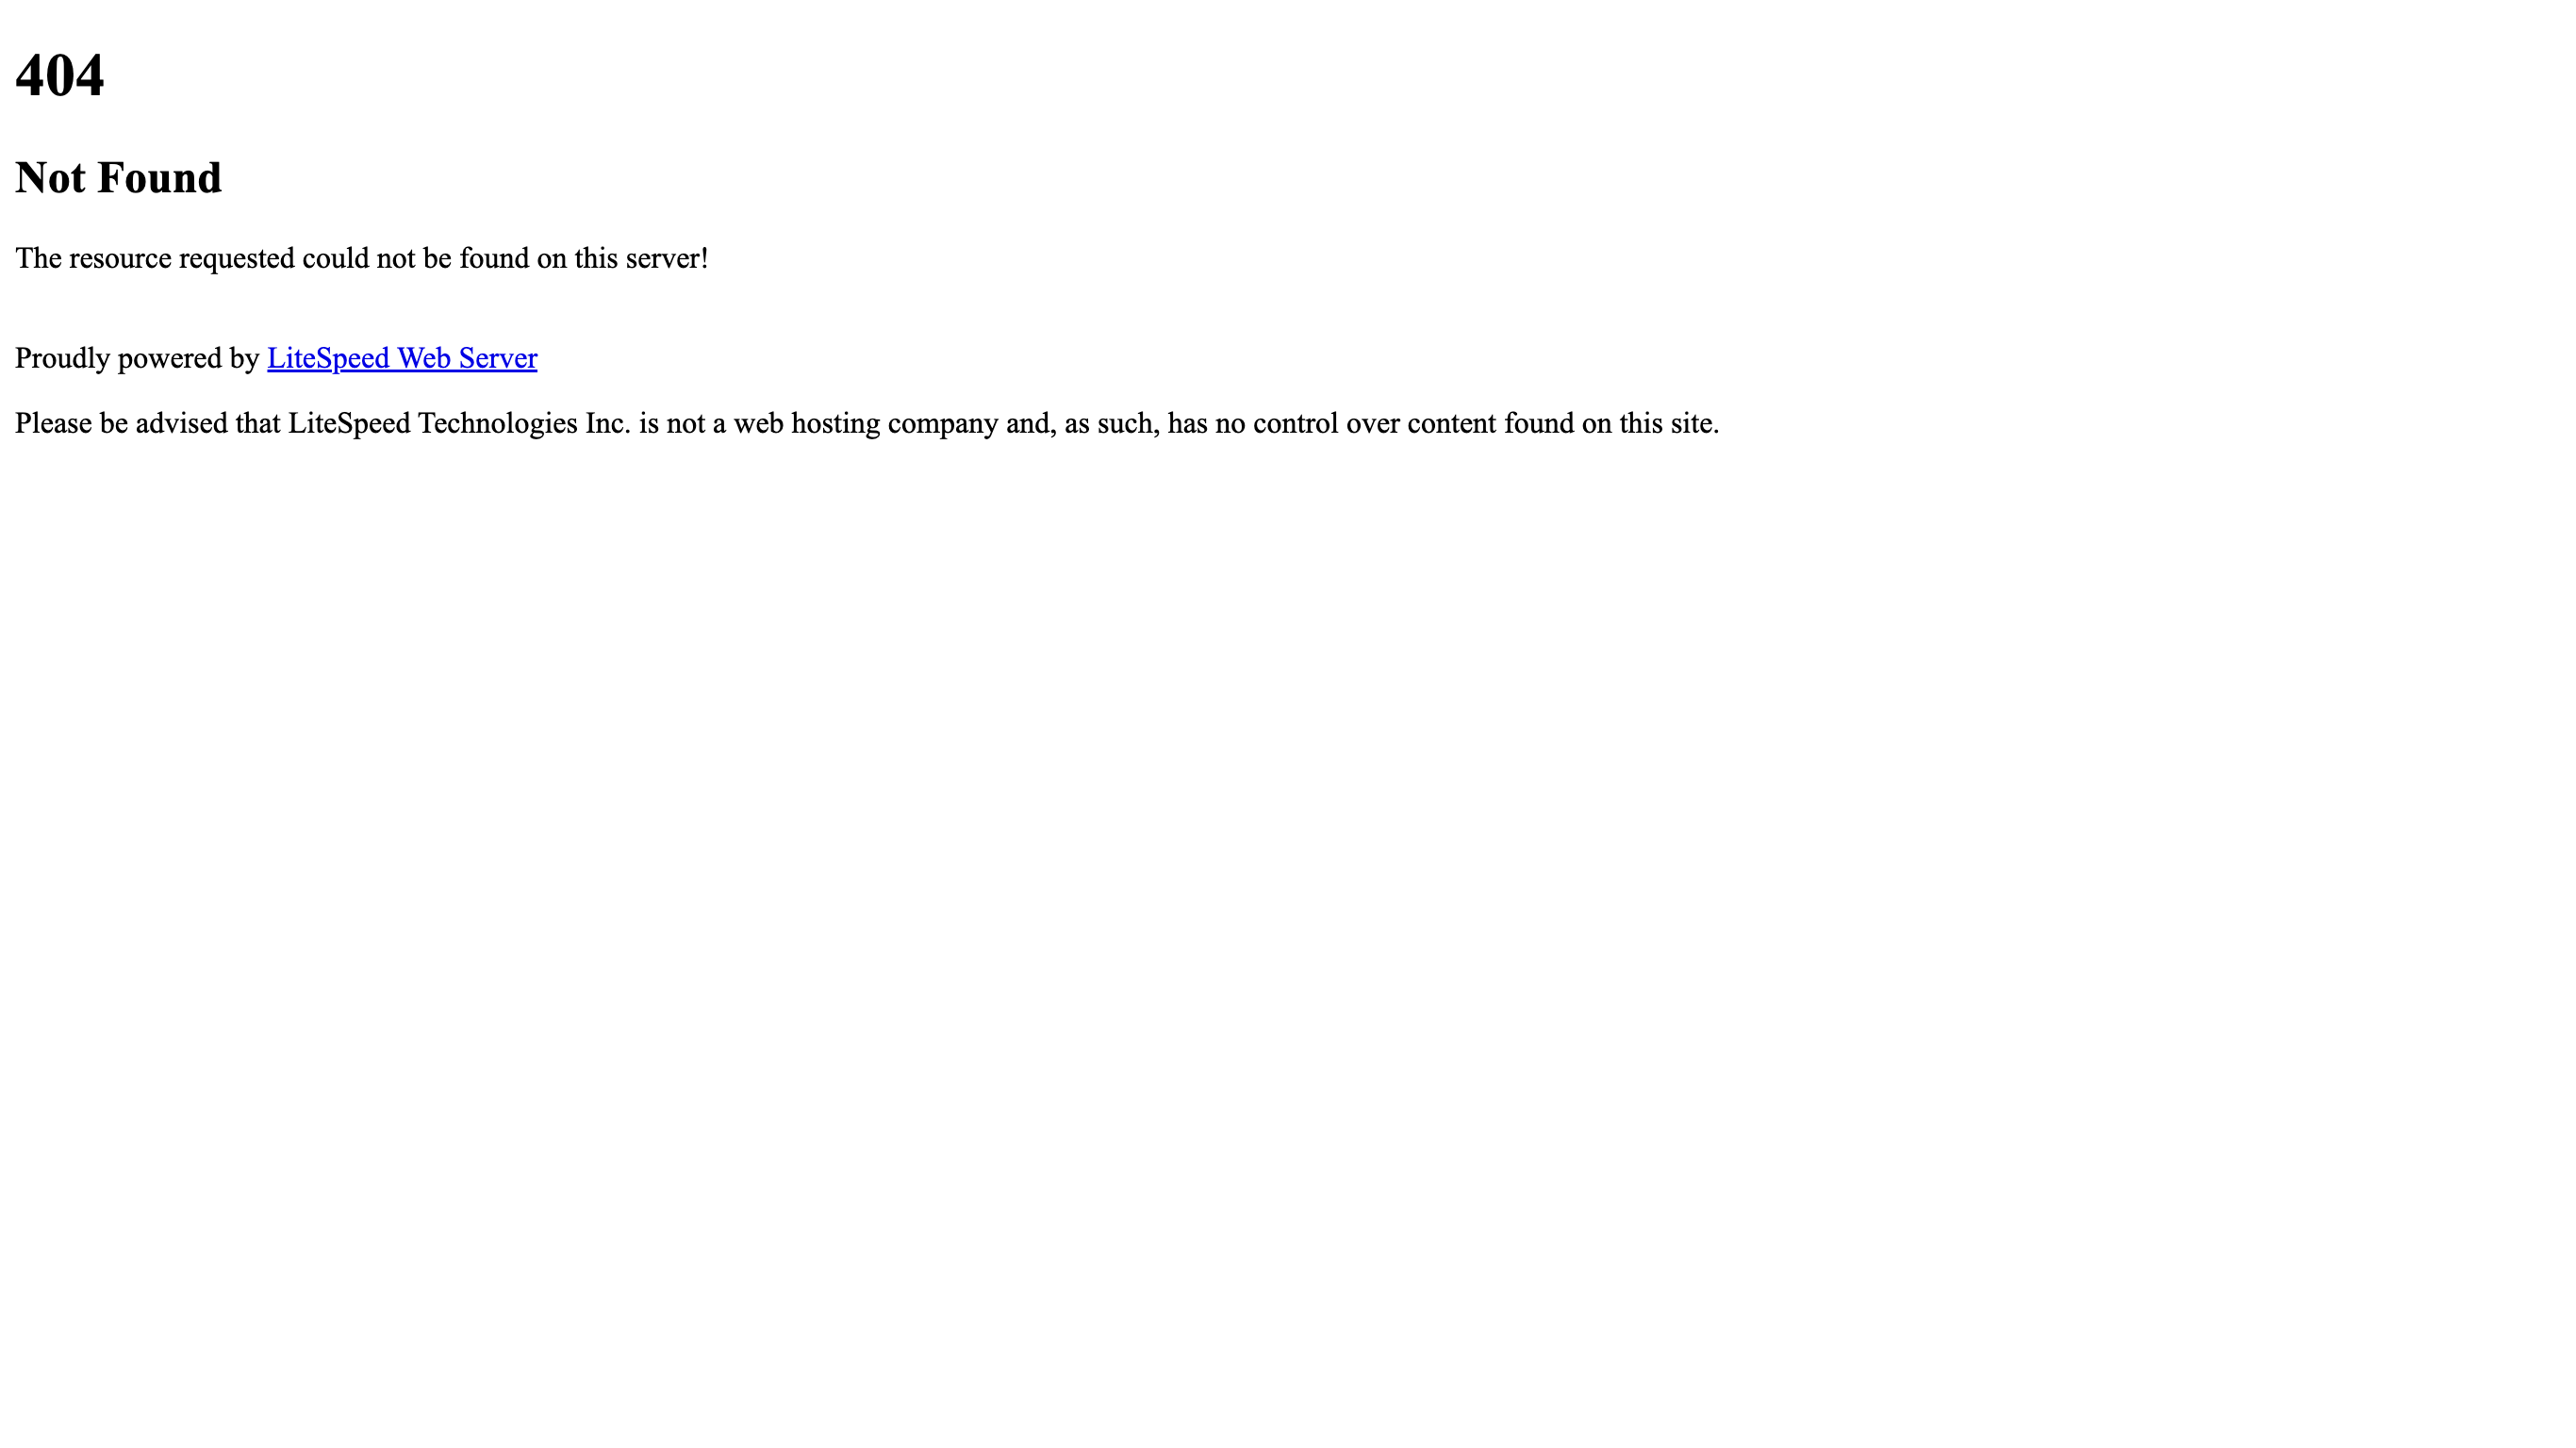 404
Not Found
The resource requested could not be found on this server!
Proudly powered by LiteSpeed Web Server
Please be advised that LiteSpeed Technologies Inc. is not a web hosting company and, as such, has no control over content found on this site.